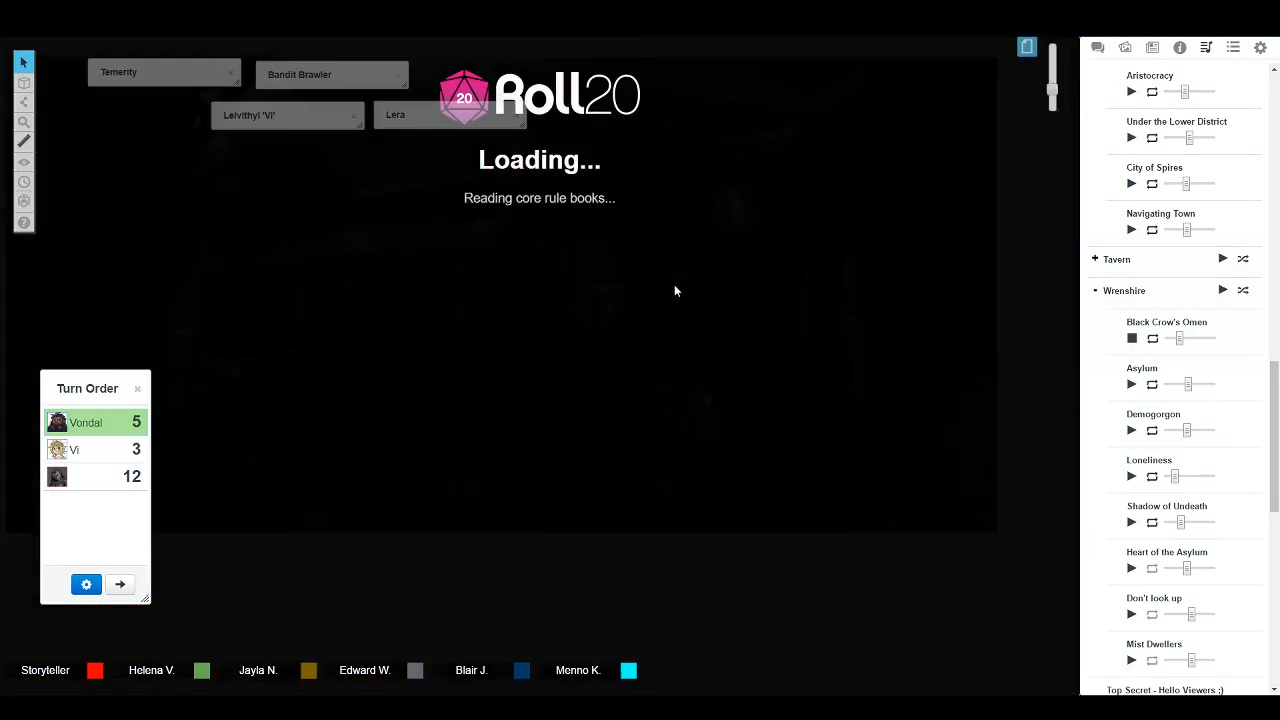 Temerity
Bandit Brawler
Leivithyl 'Vi'
Lera
20
Roll20
Loading...
Reading core rule books...
Turn Order
Vondal 5
Vi 3
12
Storyteller
Helena V.
Jayla N.
Edward W.
Blair J.
Menno K.
Aristocracy
Under the Lower District
City of Spires
Navigating Town
+ Tavern
- Wrenshire
Black Crow's Omen
Asylum
Demogorgon
Loneliness
Shadow of Undeath
Heart of the Asylum
Don't look up
Mist Dwellers
Top Secret - Hello Viewers ;)